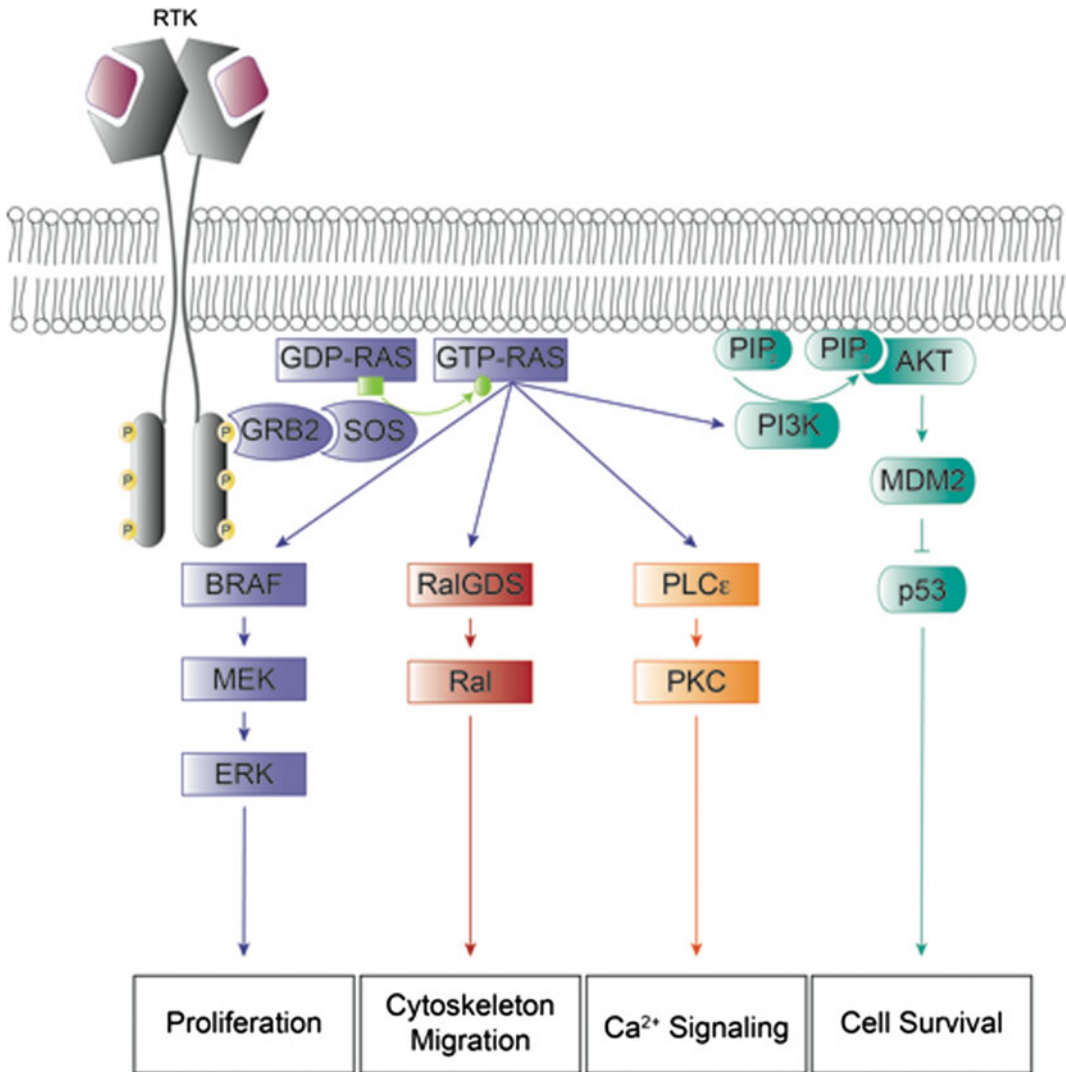 RTK
GDP-RAS
GTP-RAS
PIP
PIP
AKT
P
P
GRB2
SOS
PI3K
P
P
MDM2
P
P
BRAF
RalGDS
PLCε
p53
MEK
Ral
PKC
ERK
Proliferation
Cytoskeleton
Migration
Ca²⁺ Signaling
Cell Survival